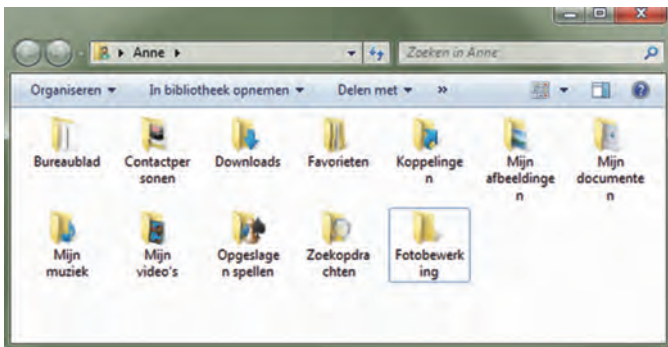 Anne
Zoeken in Anne
Organiseren
In bibliotheek opnemen
Delen met
»
Bureaublad
Contactper
sonen
Downloads
Favorieten
Koppelinge
n
Mijn
afbeeldinge
n
Mijn
documente
n
Mijn
muziek
Mijn
video's
Opgeslage
n spellen
Zoekopdra
chten
Fotobewerk
ing